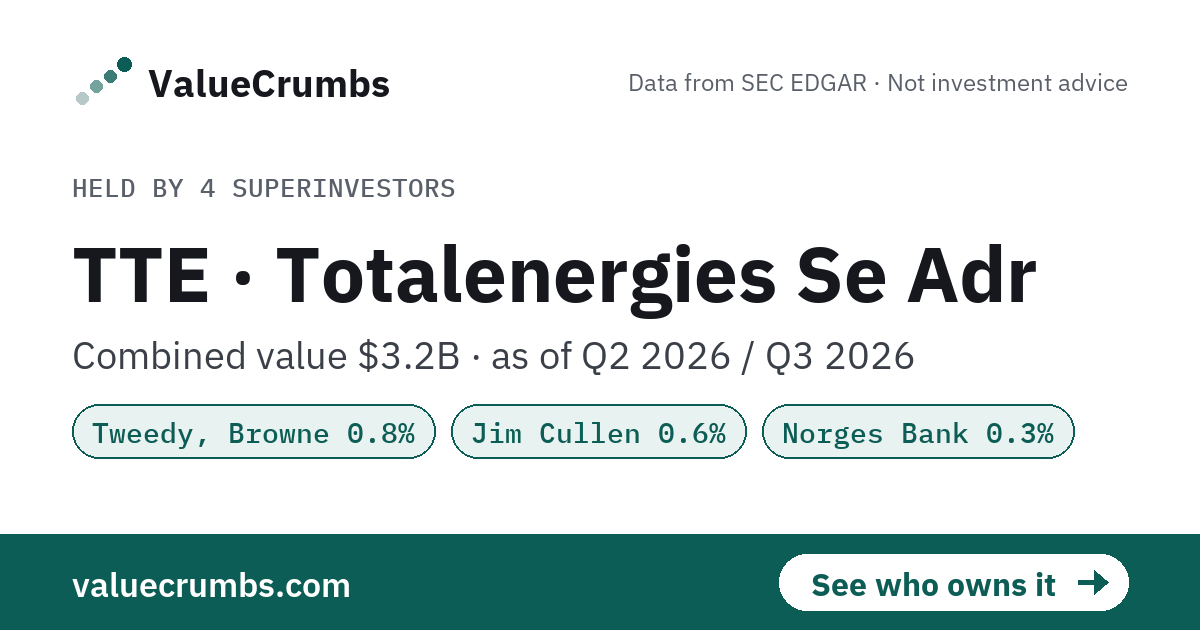 ValueCrumbs
Data from SEC EDGAR · Not investment advice
HELD BY 4 SUPERINVESTORS
TTE · Totalenergies Se Adr
Combined value $3.2B · as of Q2 2026 / Q3 2026
Tweedy, Browne 0.8% Jim Cullen 0.6% Norges Bank 0.3%
valuecrumbs.com
See who owns it →